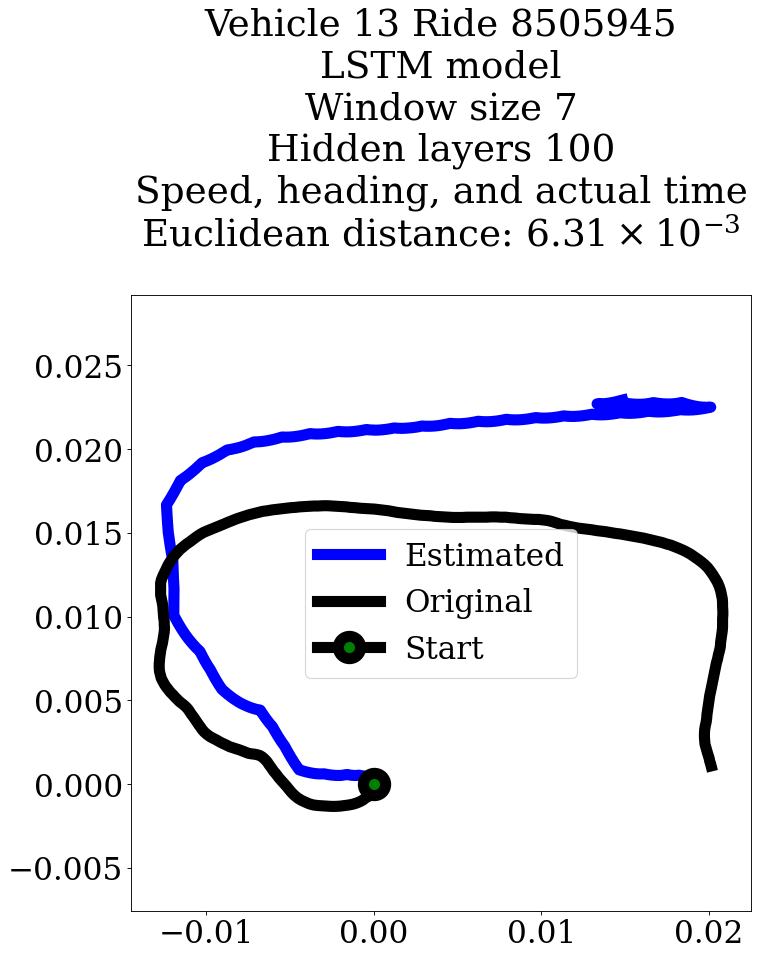 Vehicle 13 Ride 8505945
LSTM model
Window size 7
Hidden layers 100
Speed, heading, and actual time
Euclidean distance: 6.31 × 10⁻³
0.025
0.020
0.015
0.010
0.005
0.000
−0.005
Estimated
Original
Start
−0.01
0.00
0.01
0.02